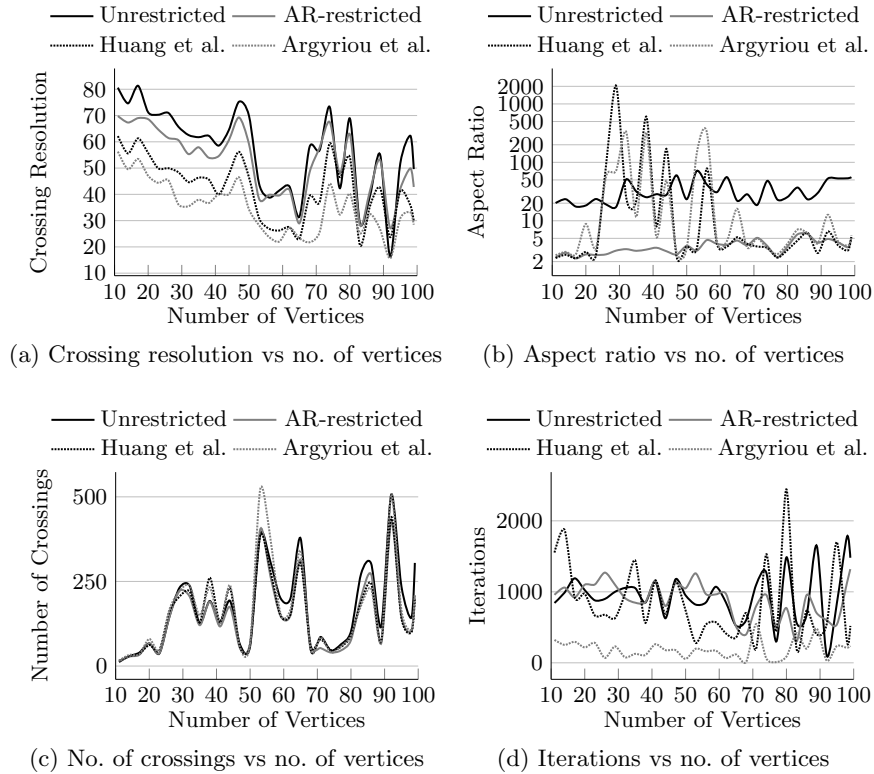 Unrestricted AR-restricted
Huang et al. Argyriou et al.
80
70
60
50
40
30
20
10
Crossing Resolution
10 20 30 40 50 60 70 80 90 100
Number of Vertices
(a) Crossing resolution vs no. of vertices
Unrestricted AR-restricted
Huang et al. Argyriou et al.
2000
1000
500
200
100
50
20
10
5
2
Aspect Ratio
10 20 30 40 50 60 70 80 90 100
Number of Vertices
(b) Aspect ratio vs no. of vertices
Unrestricted AR-restricted
Huang et al. Argyriou et al.
500
250
0
Number of Crossings
10 20 30 40 50 60 70 80 90 100
Number of Vertices
(c) No. of crossings vs no. of vertices
Unrestricted AR-restricted
Huang et al. Argyriou et al.
2000
1000
0
Iterations
10 20 30 40 50 60 70 80 90 100
Number of Vertices
(d) Iterations vs no. of vertices